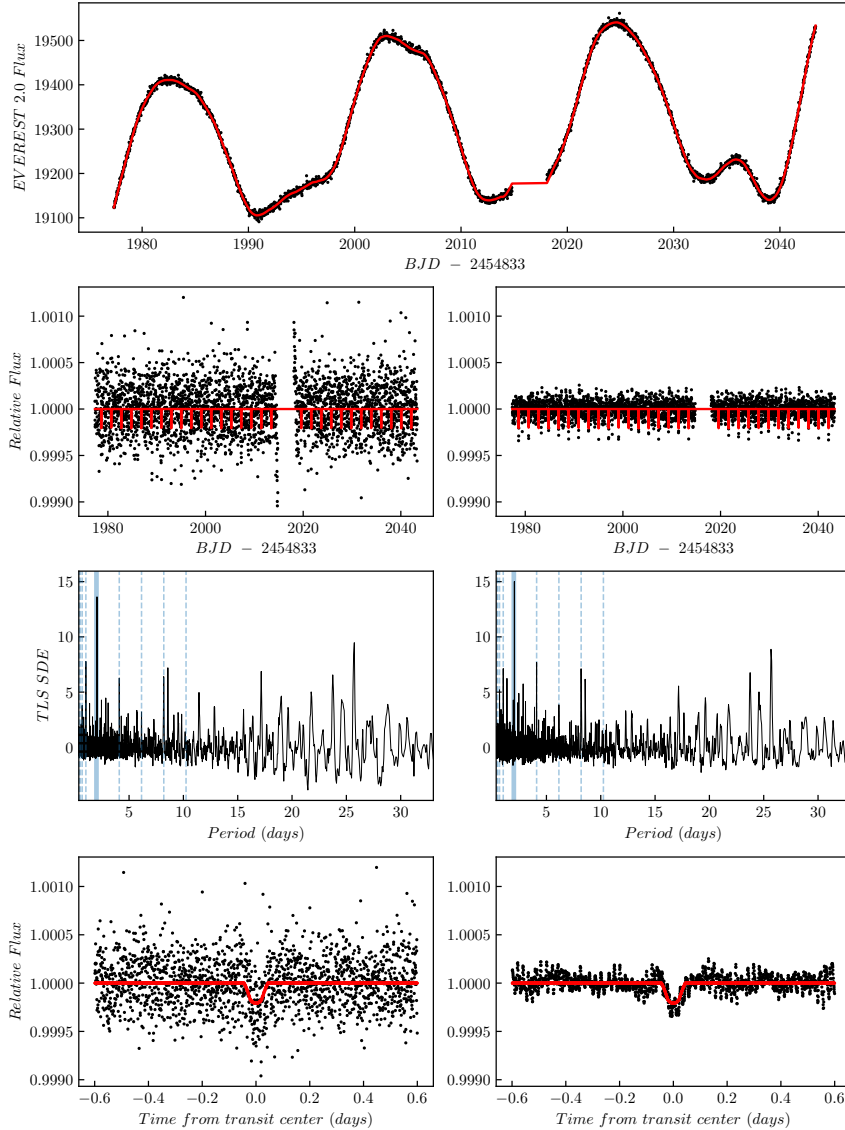 EVEREST 2.0 Flux
19500
19400
19300
19200
19100
1980 1990 2000 2010 2020 2030 2040
BJD − 2454833
Relative Flux
1.0010
1.0005
1.0000
0.9995
0.9990
1980 2000 2020 2040
BJD − 2454833
1.0010
1.0005
1.0000
0.9995
0.9990
1980 2000 2020 2040
BJD − 2454833
TLS SDE
15
10
5
0
5 10 15 20 25 30
Period (days)
15
10
5
0
5 10 15 20 25 30
Period (days)
Relative Flux
1.0010
1.0005
1.0000
0.9995
0.9990
−0.6 −0.4 −0.2 0.0 0.2 0.4 0.6
Time from transit center (days)
1.0010
1.0005
1.0000
0.9995
0.9990
−0.6 −0.4 −0.2 0.0 0.2 0.4 0.6
Time from transit center (days)